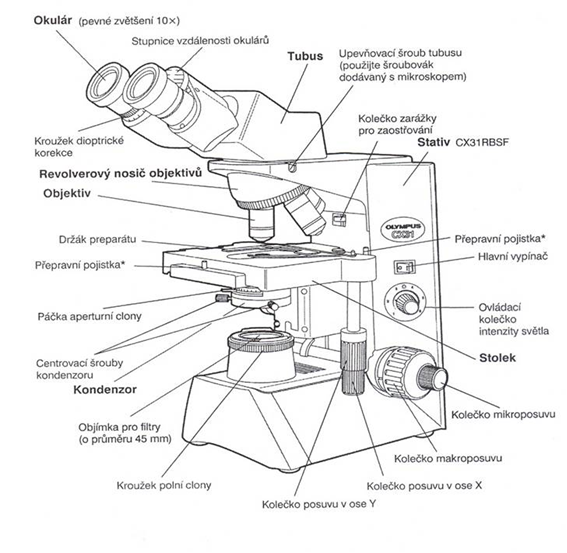 Okulár (pevné zvětšení 10×)
Stupnice vzdálenosti okulárů
Tubus
Upevňovací šroub tubusu
(použijte šroubovák
dodávaný s mikroskopem)
Kolečko zarážky
pro zaostřování
Stativ CX31RBSF
Kroužek dioptrické
korekce
Revolverový nosič objektivů
Objektiv
OLYMPUS
CX31
Držák preparátu
Přepravní pojistka*
Přepravní pojistka*
Hlavní vypínač
Páčka aperturní clony
Ovládací
kolečko
intenzity světla
Centrovací šrouby
kondenzoru
Stolek
Kondenzor
Kolečko mikroposuvu
Objímka pro filtry
(o průměru 45 mm)
Kolečko makroposuvu
Kroužek polní clony
Kolečko posuvu v ose X
Kolečko posuvu v ose Y